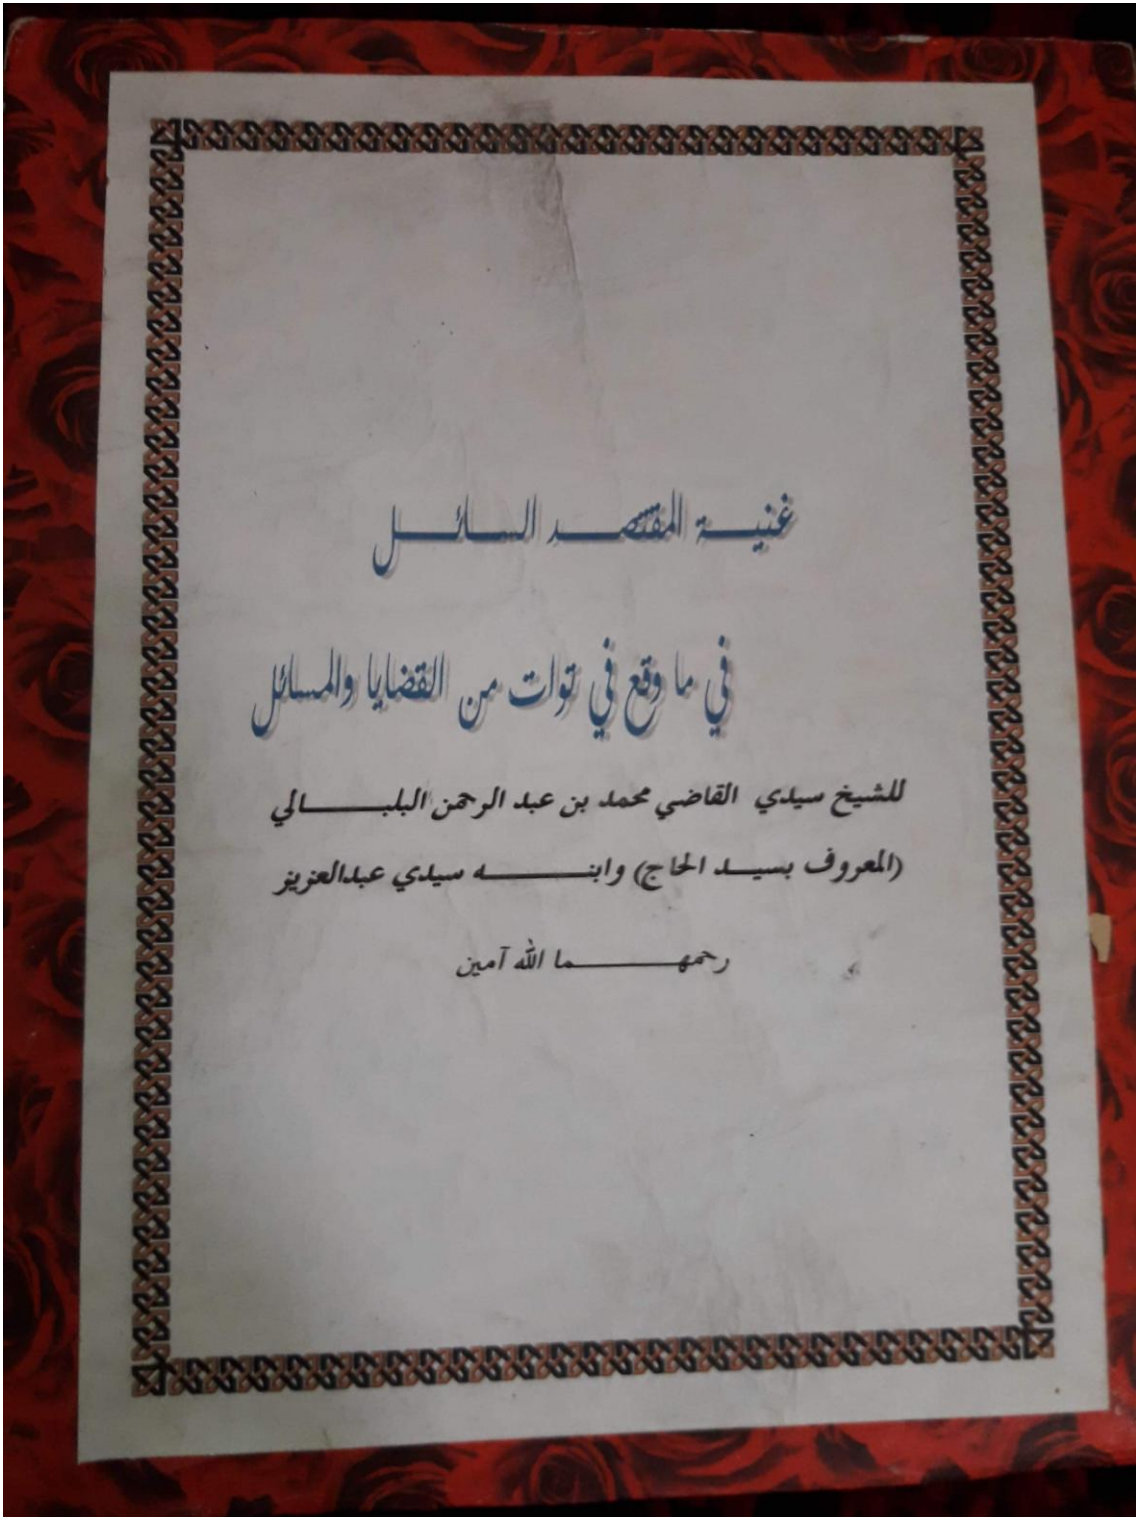 غنية المقتصد السائل
في ما وقع في توات من القضايا والمسائل
للشيخ سيدي القاضي محمد بن عبد الرحمن البلبالي
(المعروف بسيد الحاج) وابنه سيدي عبدالعزيز
رحمهما الله آمين